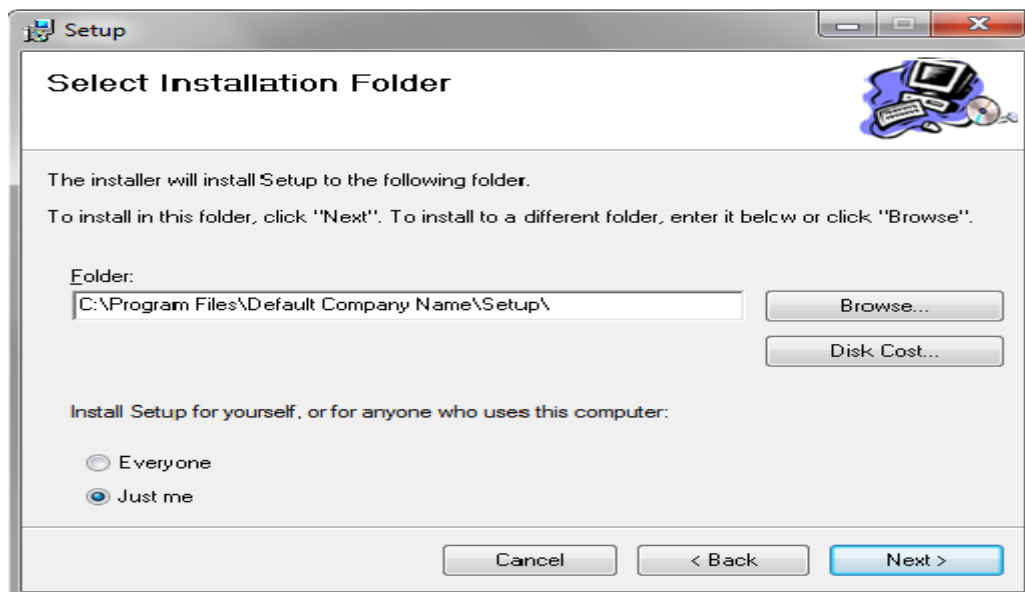 Setup
Select Installation Folder
The installer will install Setup to the following folder.
To install in this folder, click "Next". To install to a different folder, enter it below or click "Browse".
Folder:
C:\Program Files\Default Company Name\Setup\
Browse...
Disk Cost...
Install Setup for yourself, or for anyone who uses this computer:
Everyone
Just me
Cancel
< Back
Next >